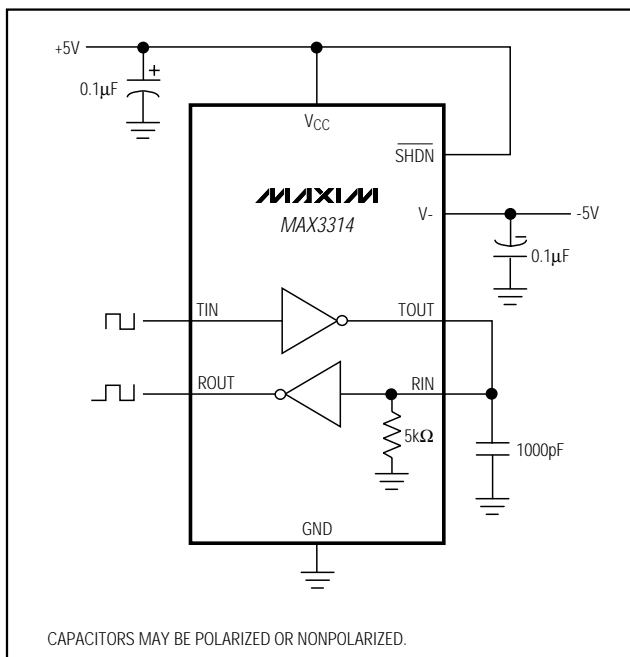 +5V
+
0.1µF
VCC
SHDN
MAXIM
MAX3314
V-
-5V
−
0.1µF
TIN
TOUT
ROUT
RIN
5kΩ
1000pF
GND
CAPACITORS MAY BE POLARIZED OR NONPOLARIZED.